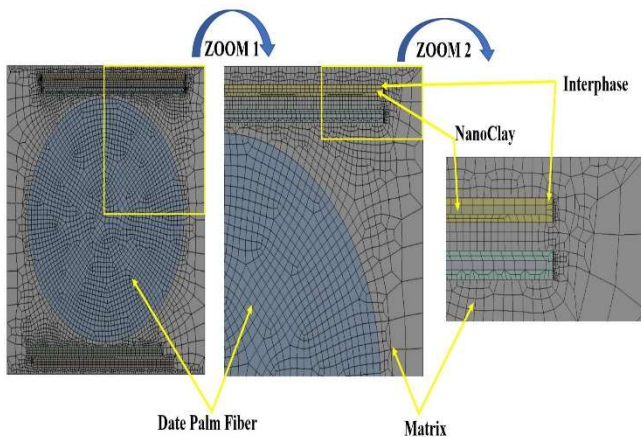 ZOOM 1
ZOOM 2
Interphase
NanoClay
Date Palm Fiber
Matrix